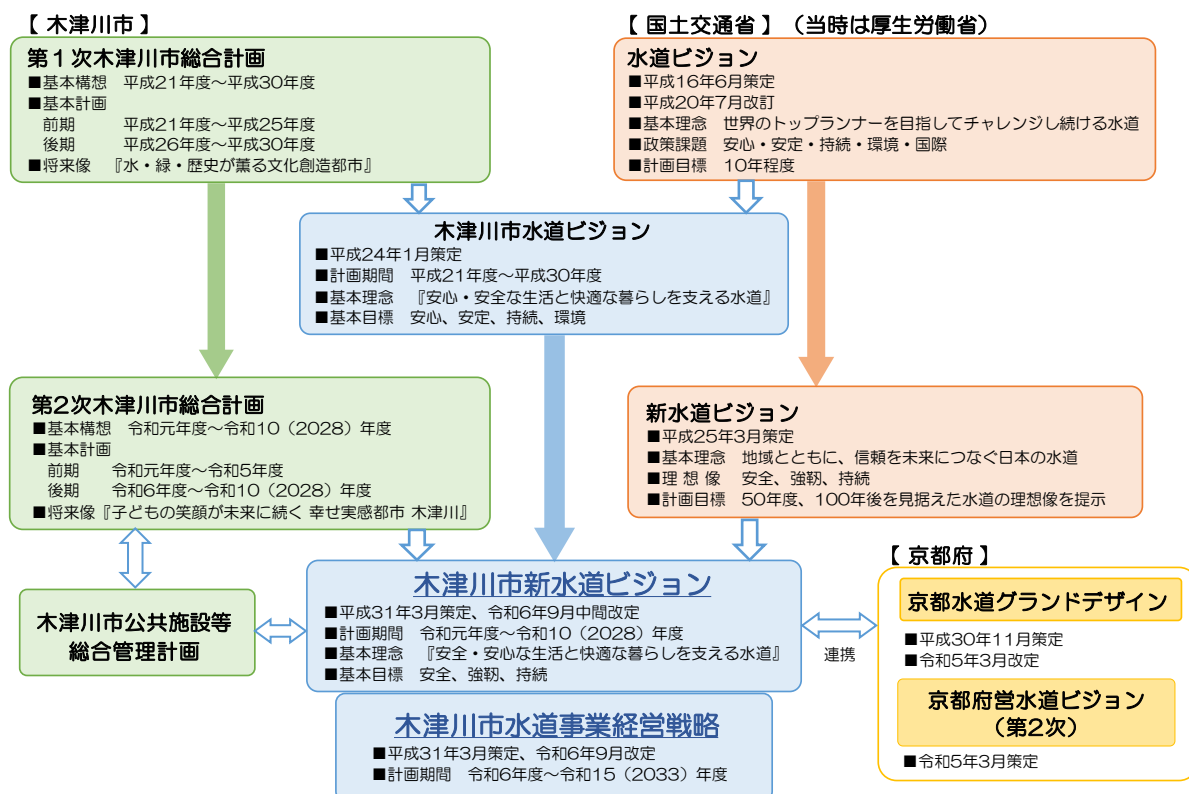 【 木津川市 】
第１次木津川市総合計画
■基本構想　平成21年度～平成30年度
■基本計画
前期　平成21年度～平成25年度
後期　平成26年度～平成30年度
■将来像　『水・緑・歴史が薫る文化創造都市』
【 国土交通省 】（当時は厚生労働省）
水道ビジョン
■平成16年6月策定
■平成20年7月改訂
■基本理念　世界のトップランナーを目指してチャレンジし続ける水道
■政策課題　安心・安定・持続・環境・国際
■計画目標　10年程度
木津川市水道ビジョン
■平成24年1月策定
■計画期間　平成21年度～平成30年度
■基本理念　『安心・安全な生活と快適な暮らしを支える水道』
■基本目標　安心、安定、持続、環境
第2次木津川市総合計画
■基本構想　令和元年度～令和10（2028）年度
■基本計画
前期　令和元年度～令和5年度
後期　令和6年度～令和10（2028）年度
■将来像『子どもの笑顔が未来に続く 幸せ実感都市 木津川』
新水道ビジョン
■平成25年3月策定
■基本理念　地域とともに、信頼を未来につなぐ日本の水道
■理 想 像　安全、強靭、持続
■計画目標　50年度、100年後を見据えた水道の理想像を提示
木津川市公共施設等
総合管理計画
木津川市新水道ビジョン
■平成31年3月策定、令和6年9月中間改定
■計画期間　令和元年度～令和10（2028）年度
■基本理念　『安全・安心な生活と快適な暮らしを支える水道』
■基本目標　安全、強靭、持続
連携
木津川市水道事業経営戦略
■平成31年3月策定、令和6年9月改定
■計画期間　令和6年度～令和15（2033）年度
【 京都府 】
京都水道グランドデザイン
■平成30年11月策定
■令和5年3月改定
京都府営水道ビジョン
（第2次）
■令和5年3月策定